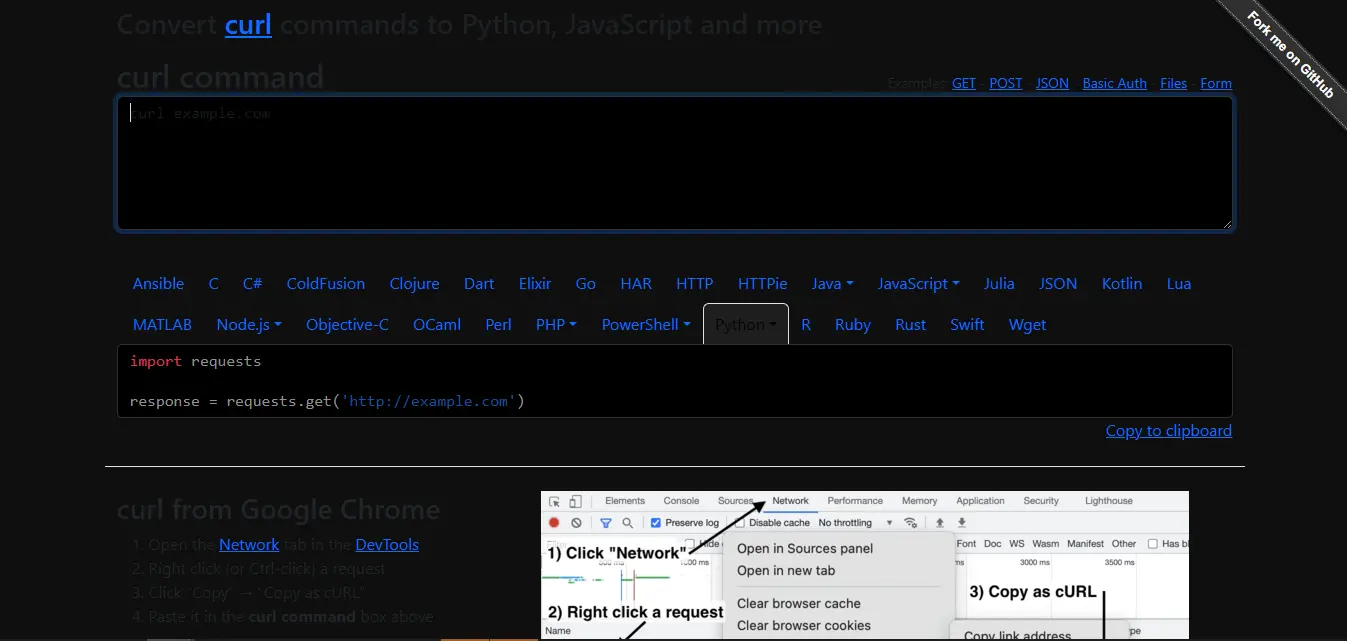 Convert curl commands to Python, JavaScript and more
Fork me on GitHub
curl command
Examples: GET - POST - JSON - Basic Auth - Files - Form
curl example.com
Ansible C C# ColdFusion Clojure Dart Elixir Go HAR HTTP HTTPie Java JavaScript Julia JSON Kotlin Lua
MATLAB Node.js Objective-C OCaml Perl PHP PowerShell Python R Ruby Rust Swift Wget
import requests
response = requests.get('http://example.com')
Copy to clipboard
curl from Google Chrome
1. Open the Network tab in the DevTools
2. Right click (or Ctrl-click) a request
3. Click "Copy" → "Copy as cURL"
4. Paste it in the curl command box above
Elements Console Sources Network Performance Memory Application Security Lighthouse
Preserve log Disable cache No throttling
Filter Hide Font Doc WS Wasm Manifest Other Has bl
1) Click "Network"
500 ms 1000 ms 3000 ms 3500 ms
Open in Sources panel
Open in new tab
3) Copy as cURL
Clear browser cache
2) Right click a request
Clear browser cookies
Name
Copy link address